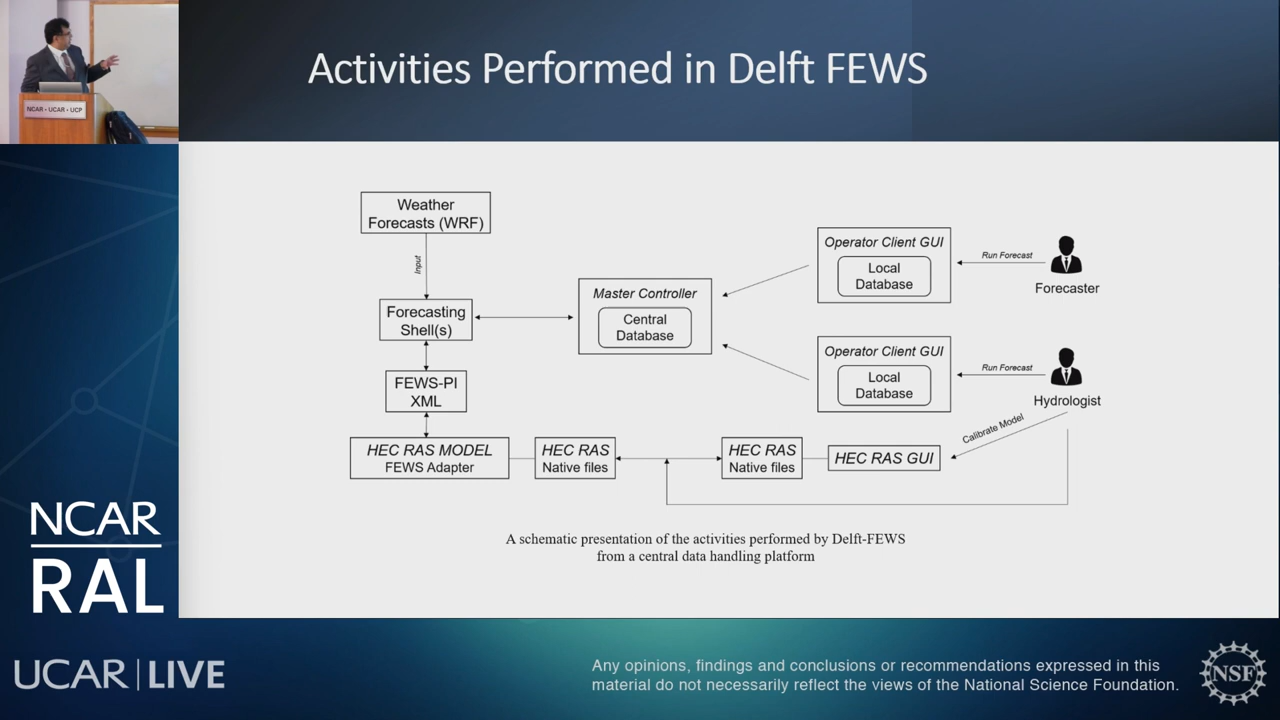 Activities Performed in Delft FEWS
NCAR • UCAR • UCP
Weather
Forecasts (WRF)
Input
Forecasting
Shell(s)
FEWS-PI
XML
HEC RAS MODEL
FEWS Adapter
HEC RAS
Native files
Master Controller
Central
Database
Operator Client GUI
Local
Database
Run Forecast
Forecaster
Operator Client GUI
Local
Database
Run Forecast
Hydrologist
Calibrate Model
HEC RAS
Native files
HEC RAS GUI
A schematic presentation of the activities performed by Delft-FEWS
from a central data handling platform
NCAR
RAL
UCAR | LIVE
Any opinions, findings and conclusions or recommendations expressed in this
material do not necessarily reflect the views of the National Science Foundation.
NSF